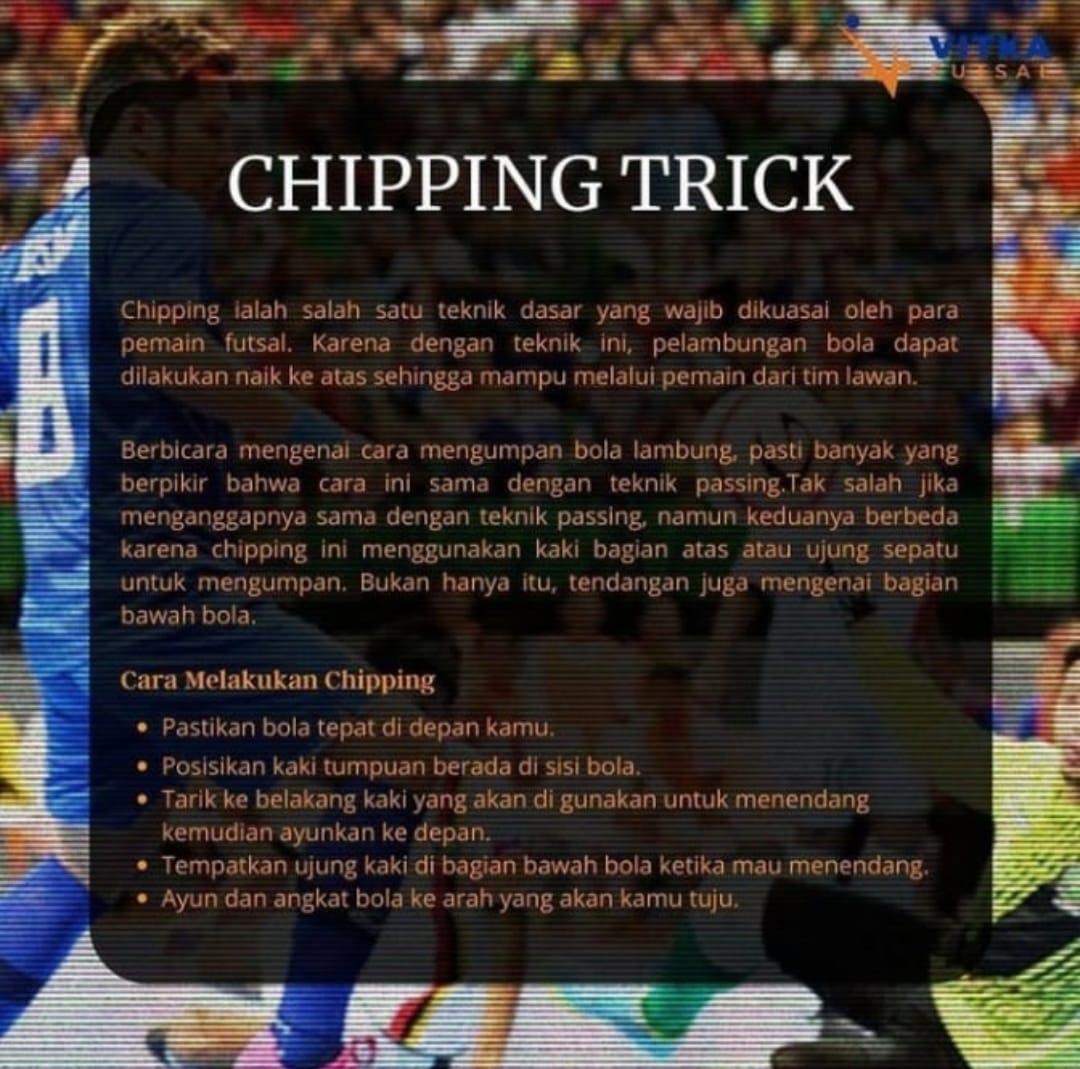 VITKA
FUTSAL
CHIPPING TRICK
Chipping ialah salah satu teknik dasar yang wajib dikuasai oleh para
pemain futsal. Karena dengan teknik ini, pelambungan bola dapat
dilakukan naik ke atas sehingga mampu melalui pemain dari tim lawan.
Berbicara mengenai cara mengumpan bola lambung, pasti banyak yang
berpikir bahwa cara ini sama dengan teknik passing.Tak salah jika
menganggapnya sama dengan teknik passing, namun keduanya berbeda
karena chipping ini menggunakan kaki bagian atas atau ujung sepatu
untuk mengumpan. Bukan hanya itu, tendangan juga mengenai bagian
bawah bola.
Cara Melakukan Chipping
• Pastikan bola tepat di depan kamu.
• Posisikan kaki tumpuan berada di sisi bola.
• Tarik ke belakang kaki yang akan di gunakan untuk menendang
kemudian ayunkan ke depan.
• Tempatkan ujung kaki di bagian bawah bola ketika mau menendang.
• Ayun dan angkat bola ke arah yang akan kamu tuju.
8